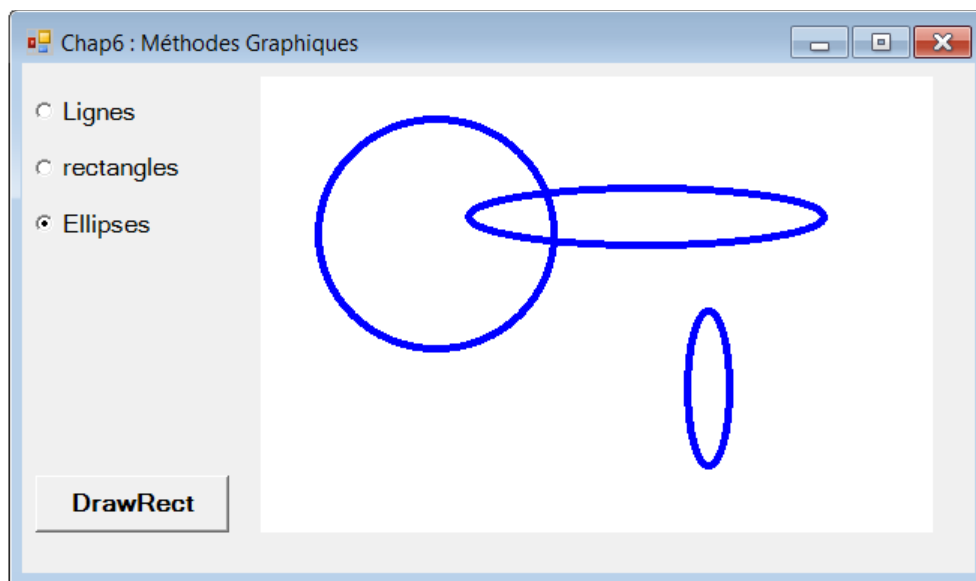 Chap6 : Méthodes Graphiques
Lignes
rectangles
Ellipses
DrawRect